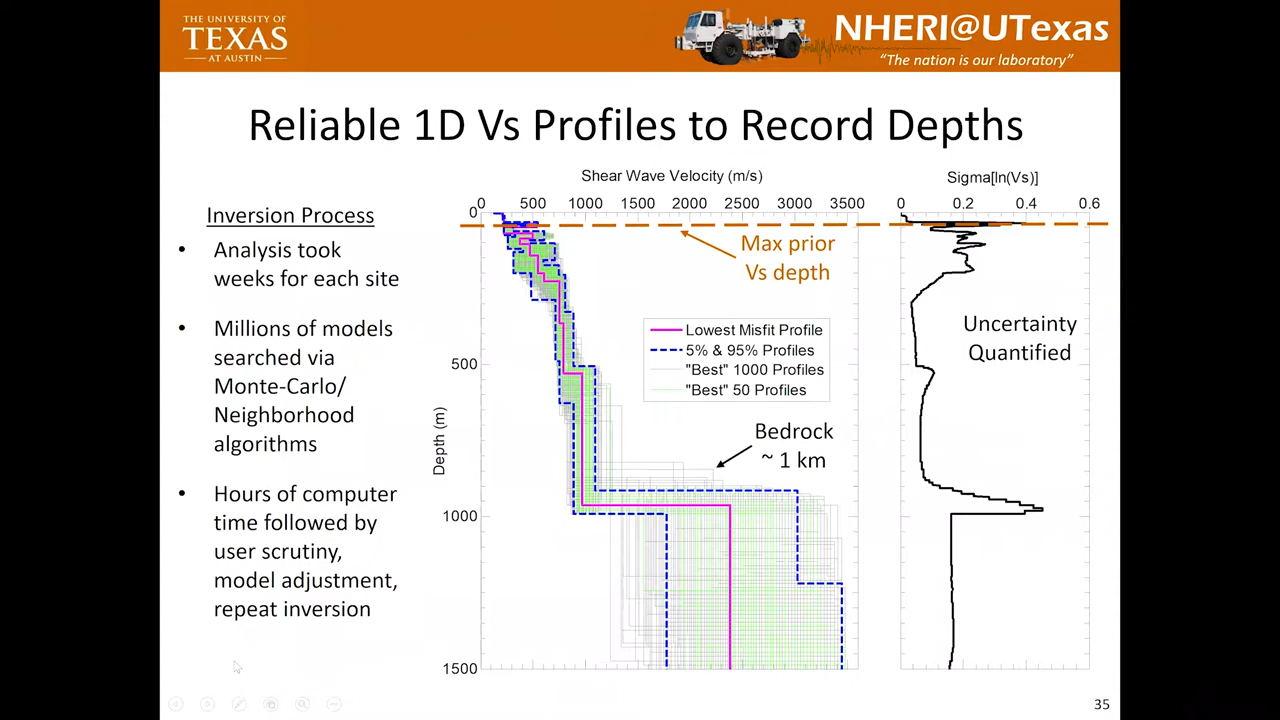 THE UNIVERSITY OF
TEXAS
AT AUSTIN
NHERI@UTexas
“The nation is our laboratory”
Reliable 1D Vs Profiles to Record Depths
Inversion Process
• Analysis took
weeks for each site
• Millions of models
searched via
Monte-Carlo/
Neighborhood
algorithms
• Hours of computer
time followed by
user scrutiny,
model adjustment,
repeat inversion
Shear Wave Velocity (m/s)
0 500 1000 1500 2000 2500 3000 3500
0
500
1000
1500
Depth (m)
Max prior
Vs depth
Lowest Misfit Profile
5% & 95% Profiles
"Best" 1000 Profiles
"Best" 50 Profiles
Bedrock
~ 1 km
Sigma[ln(Vs)]
0 0.2 0.4 0.6
Uncertainty
Quantified
35